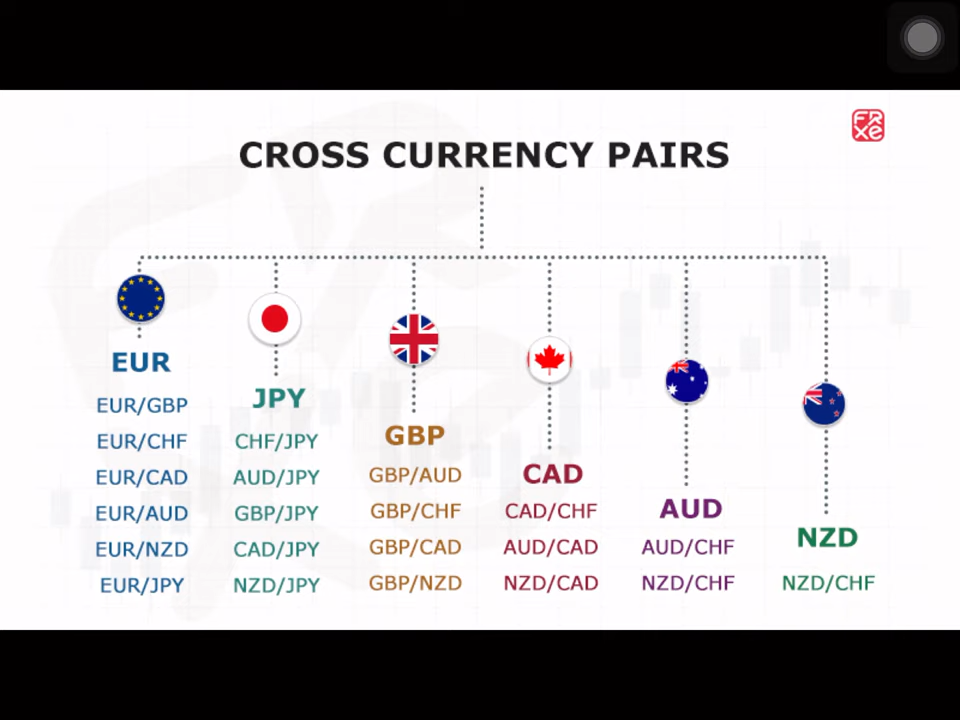 FR
xe
CROSS CURRENCY PAIRS
EUR
EUR/GBP
EUR/CHF
EUR/CAD
EUR/AUD
EUR/NZD
EUR/JPY
JPY
CHF/JPY
AUD/JPY
GBP/JPY
CAD/JPY
NZD/JPY
GBP
GBP/AUD
GBP/CHF
GBP/CAD
GBP/NZD
CAD
CAD/CHF
AUD/CAD
NZD/CAD
AUD
AUD/CHF
NZD/CHF
NZD
NZD/CHF